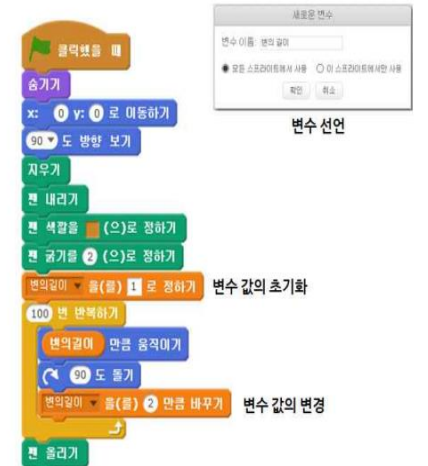 클릭했을 때
숨기기
x: 0 y: 0 로 이동하기
90 도 방향 보기
지우기
펜 내리기
펜 색깔을 (으)로 정하기
펜 굵기를 2 (으)로 정하기
변의길이 을(를) 1 로 정하기
변수 값의 초기화
100 번 반복하기
변의길이 만큼 움직이기
90 도 돌기
변의길이 을(를) 2 만큼 바꾸기
변수 값의 변경
펜 올리기
새로운 변수
변수 이름: 변의 길이
모든 스프라이트에서 사용 이 스프라이트에서만 사용
확인 취소
변수 선언